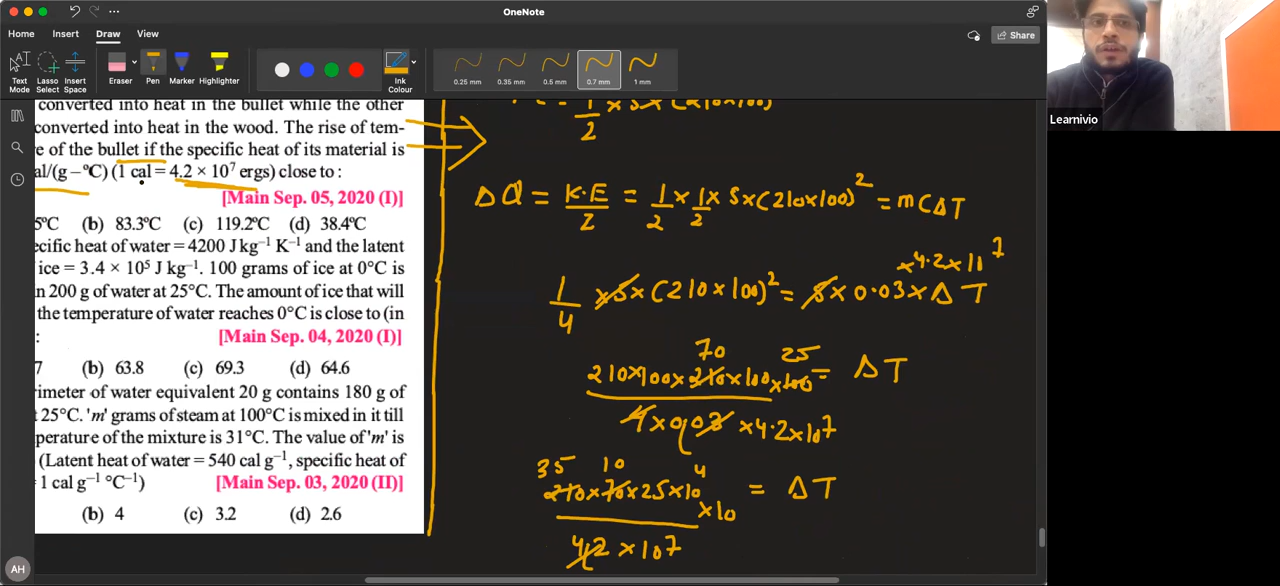 OneNote
Home Insert Draw View
Share
Text Mode
Lasso Select
Insert Space
Eraser
Pen
Marker
Highlighter
Ink Colour
0.25 mm
0.35 mm
0.5 mm
0.7 mm
1 mm
Learnivio
converted into heat in the bullet while the other
converted into heat in the wood. The rise of tem-
e of the bullet if the specific heat of its material is
al/(g – ºC) (1 cal = 4.2 × 10⁷ ergs) close to :
[Main Sep. 05, 2020 (I)]
5ºC (b) 83.3ºC (c) 119.2ºC (d) 38.4ºC
ecific heat of water = 4200 J kg⁻¹ K⁻¹ and the latent
ice = 3.4 × 10⁵ J kg⁻¹. 100 grams of ice at 0°C is
n 200 g of water at 25°C. The amount of ice that will
the temperature of water reaches 0°C is close to (in
:
[Main Sep. 04, 2020 (I)]
7 (b) 63.8 (c) 69.3 (d) 64.6
rimeter of water equivalent 20 g contains 180 g of
t 25°C. 'm' grams of steam at 100°C is mixed in it till
perature of the mixture is 31°C. The value of 'm' is
(Latent heat of water = 540 cal g⁻¹, specific heat of
= 1 cal g⁻¹ °C⁻¹)
[Main Sep. 03, 2020 (II)]
(b) 4 (c) 3.2 (d) 2.6
ΔQ = K.E/2 = 1/2 × 1/2 × 5 × (210×100)² = mCΔT
× 4.2 × 10⁷
1/4 × 5 × (210×100)² = 5 × 0.03 × ΔT
70 25
210×100×210×100×100 = ΔT
4 × 0.03 × 4.2×10⁷
35 10
210×70×25×10⁴ ×10 = ΔT
4.2 × 10⁷
AH